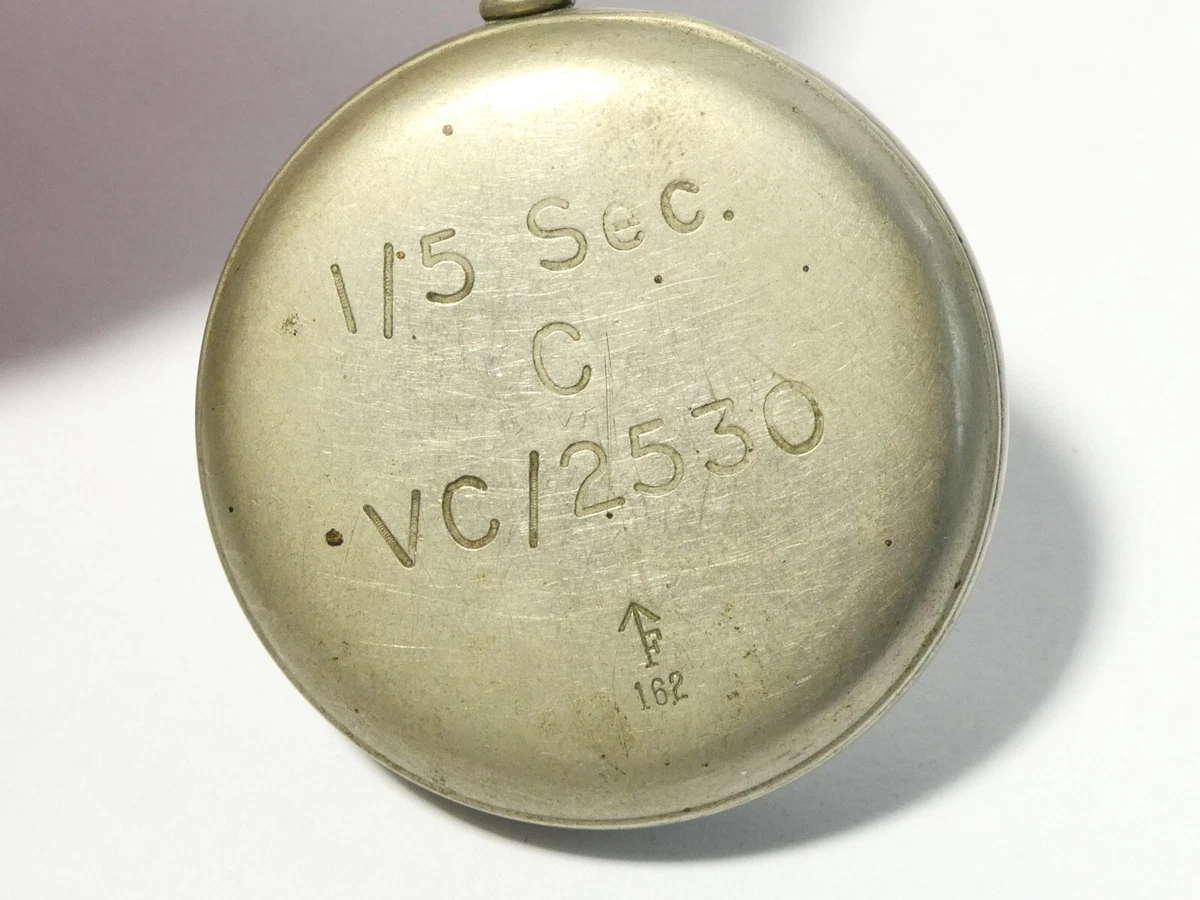 1/5 Sec.
C
VC/2530
↑
F
162